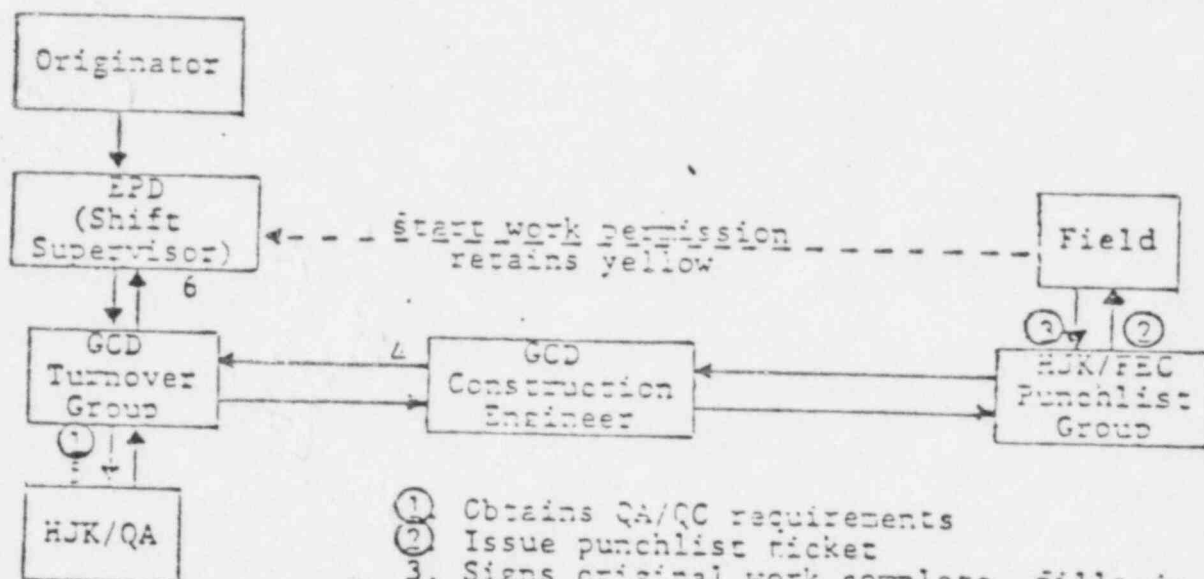 Originator
EPD
(Shift
Supervisor)
start work permission
retains yellow
Field
6
3
2
GCD
Turnover
Group
4
GCD
Construction
Engineer
HJK/FEC
Punchlist
Group
1
HJK/QA
1. Obtains QA/QC requirements
2. Issue punchlist ticket
3. Signs original work complete,